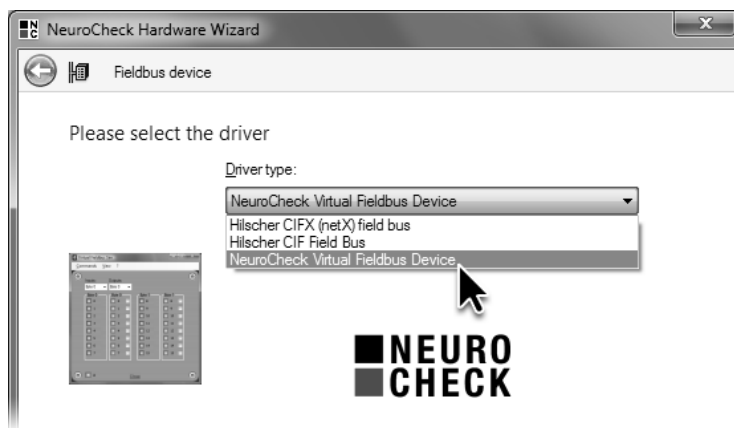 NeuroCheck Hardware Wizard
Fieldbus device
Please select the driver
Driver type:
NeuroCheck Virtual Fieldbus Device
Hilscher CIFX (netX) field bus
Hilscher CIF Field Bus
NeuroCheck Virtual Fieldbus Device
NEURO
CHECK